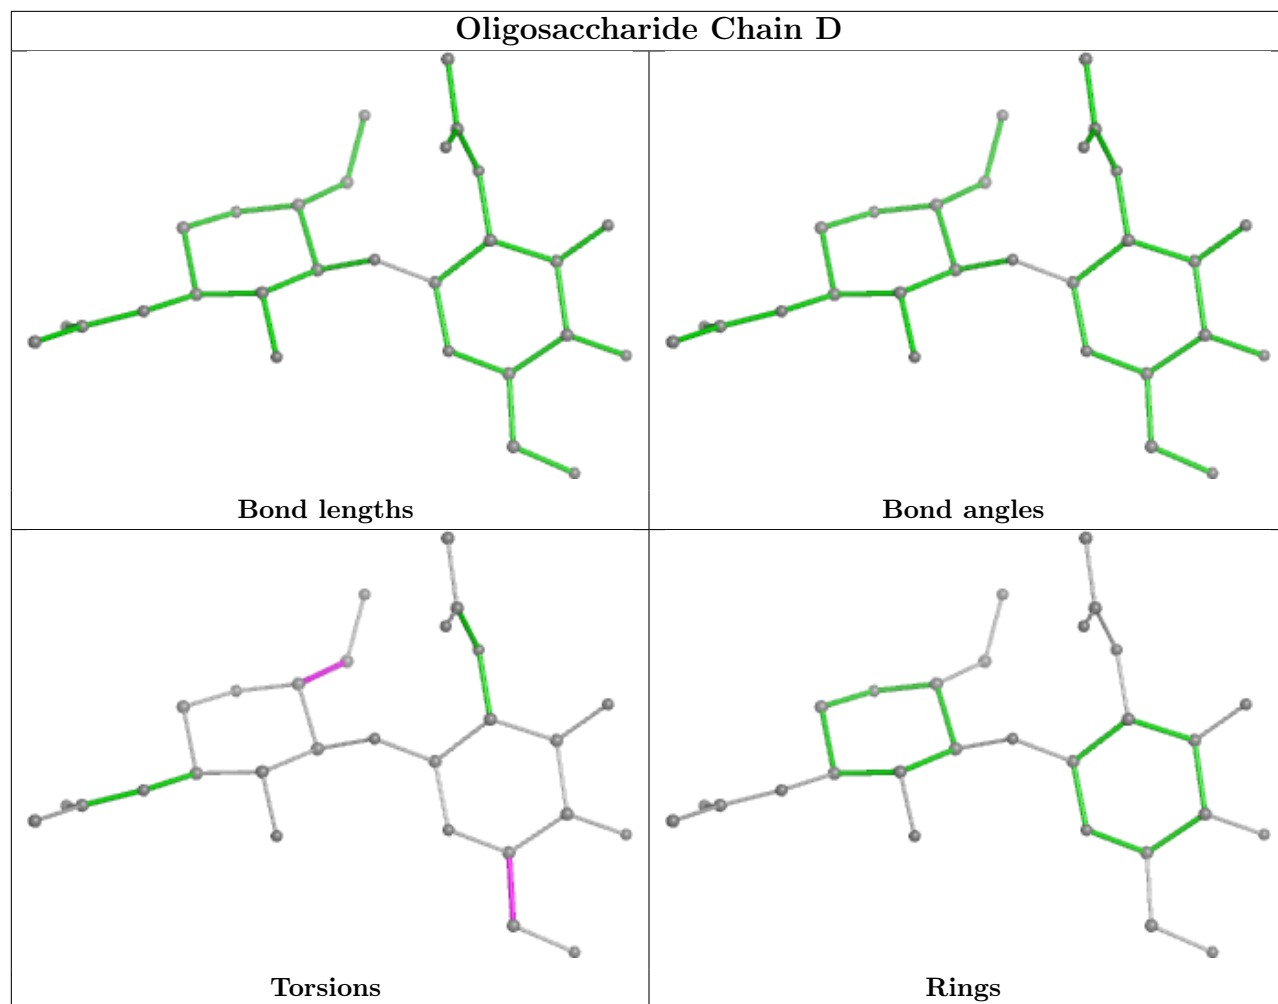 Oligosaccharide Chain D
Bond lengths
Bond angles
Torsions
Rings